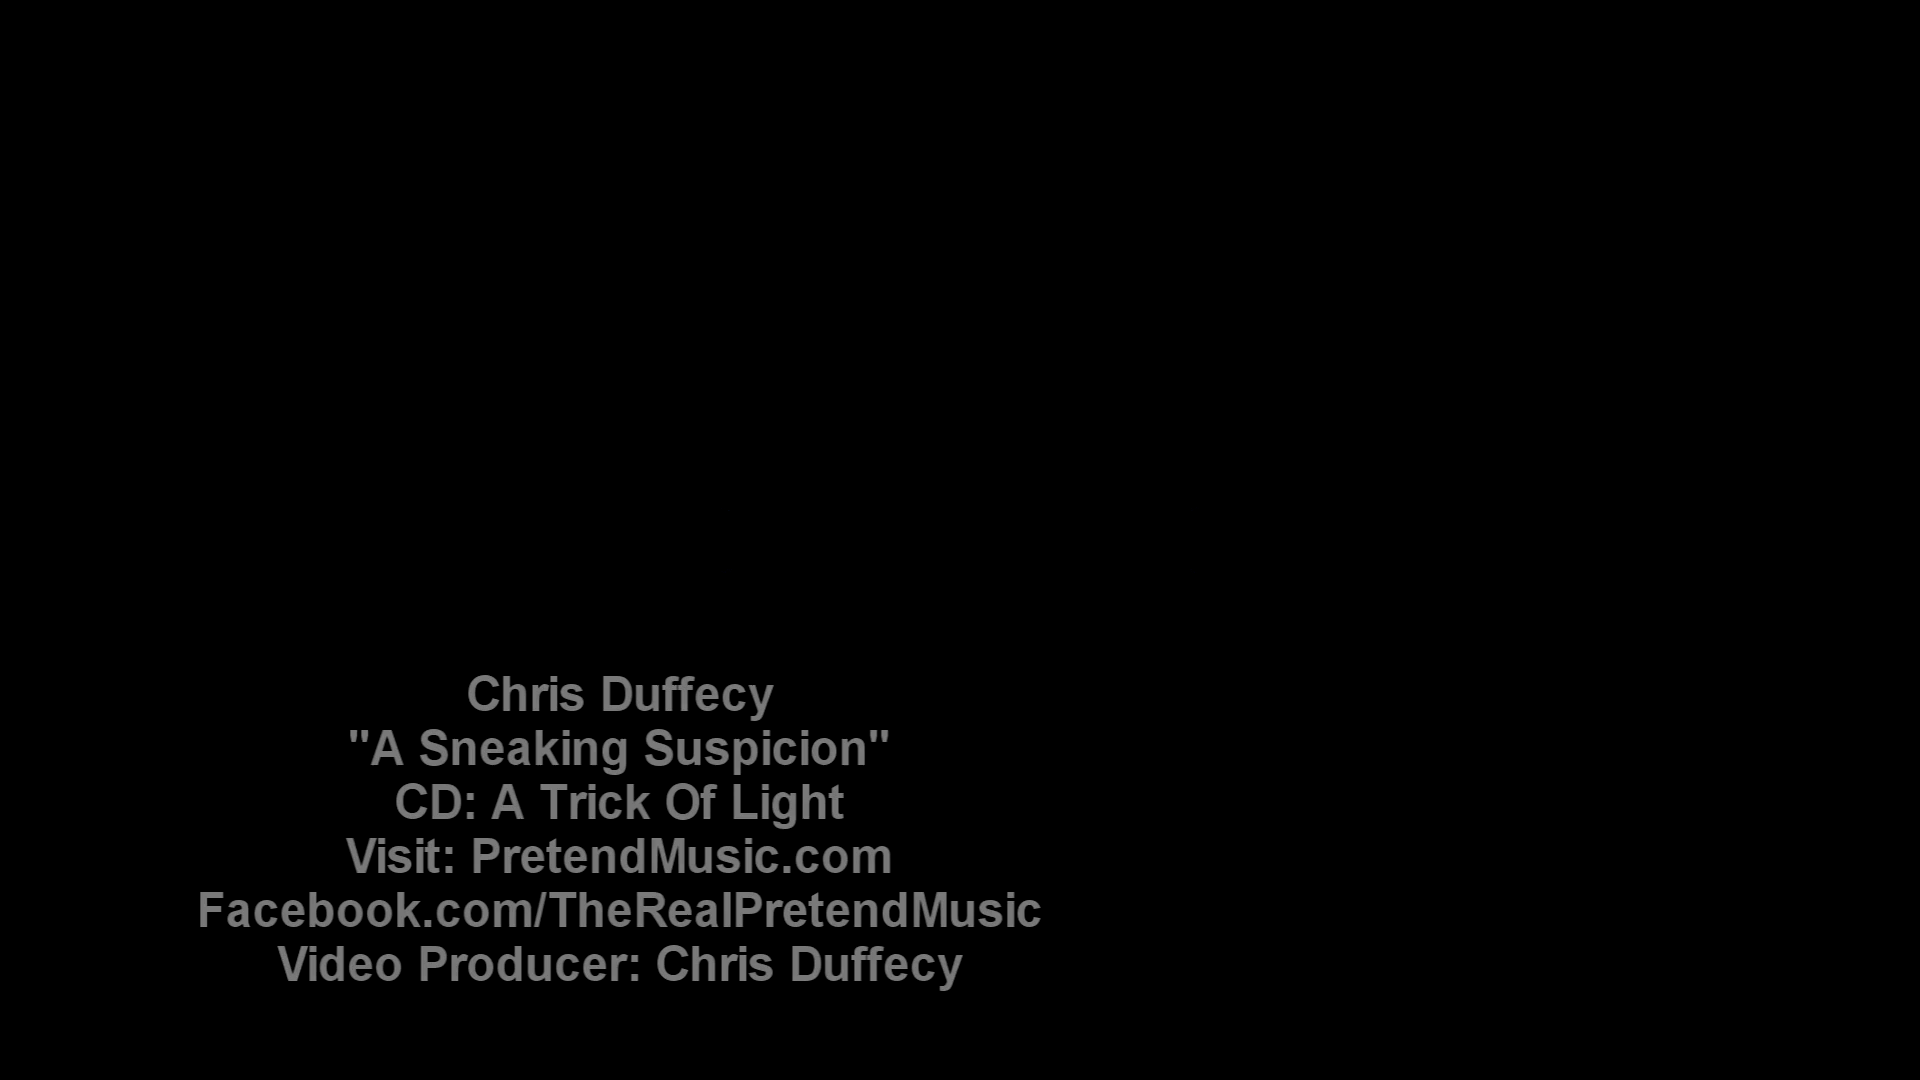 Chris Duffecy
"A Sneaking Suspicion"
CD: A Trick Of Light
Visit: PretendMusic.com
Facebook.com/TheRealPretendMusic
Video Producer: Chris Duffecy